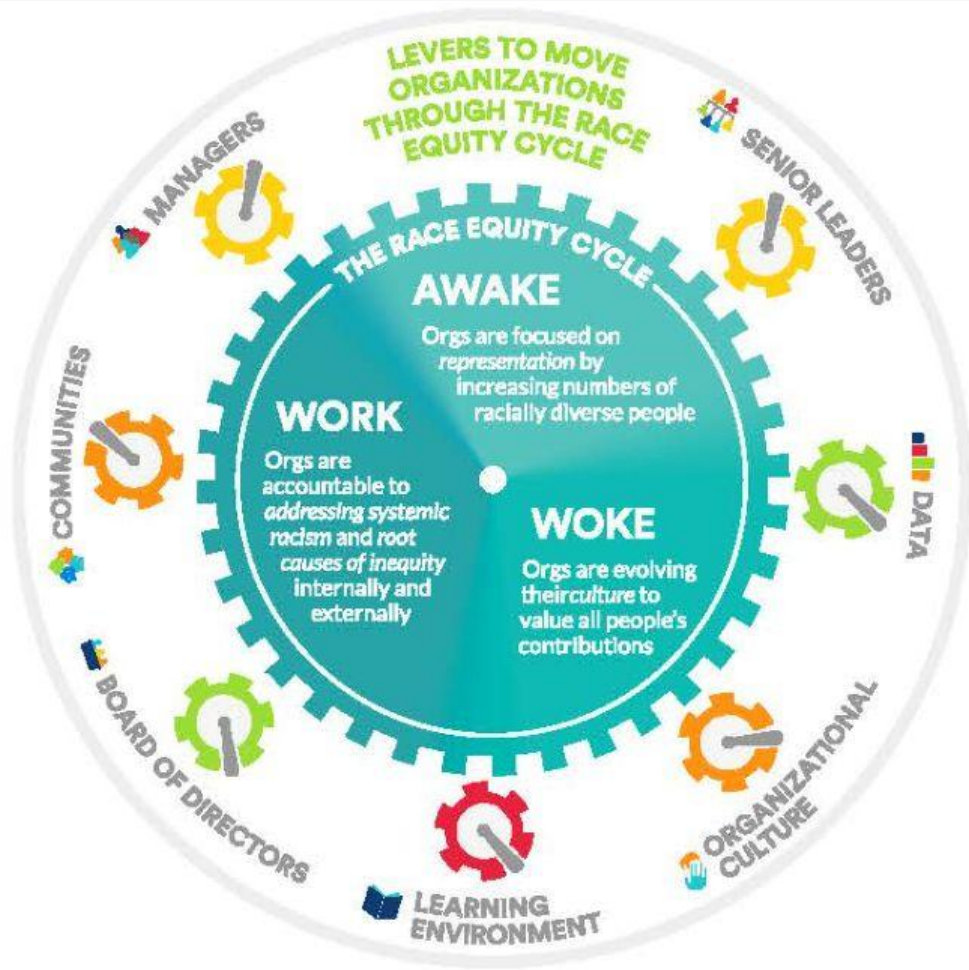 LEVERS TO MOVE
ORGANIZATIONS
THROUGH THE RACE
EQUITY CYCLE
SENIOR LEADERS
DATA
ORGANIZATIONAL
CULTURE
LEARNING
ENVIRONMENT
BOARD OF DIRECTORS
COMMUNITIES
MANAGERS
THE RACE EQUITY CYCLE
AWAKE
Orgs are focused on
representation by
increasing numbers of
racially diverse people
WOKE
Orgs are evolving
theirculture to
value all people's
contributions
WORK
Orgs are
accountable to
addressing systemic
racism and root
causes of inequity
internally and
externally